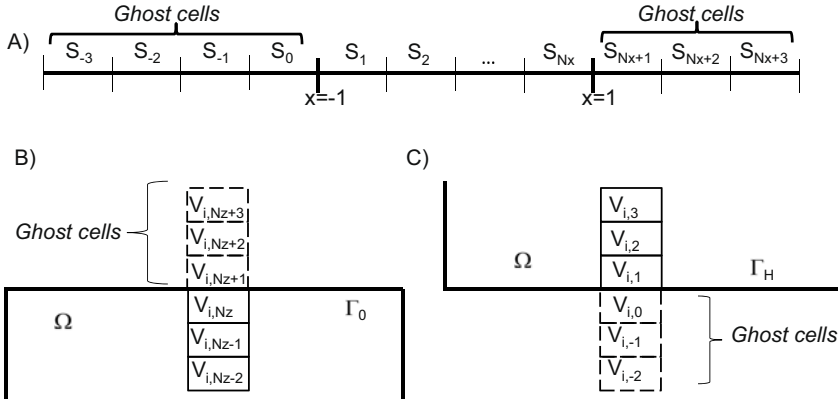 Ghost cells Ghost cells
A)
S-3 S-2 S-1 S0 S1 S2 ... SNx SNx+1 SNx+2 SNx+3
x=-1 x=1
B)
Ghost cells
Vi,Nz+3
Vi,Nz+2
Vi,Nz+1
Vi,Nz
Vi,Nz-1
Vi,Nz-2
Ω
Γ0
C)
Vi,3
Vi,2
Vi,1
Vi,0
Vi,-1
Vi,-2
Ω
ΓH
Ghost cells